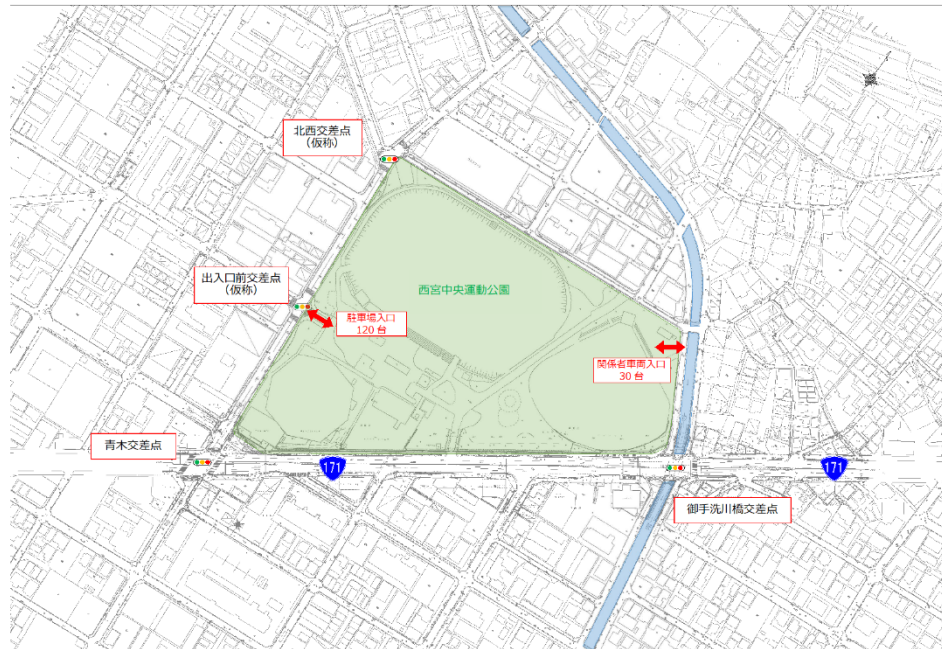 北西交差点
（仮称）
出入口前交差点
（仮称）
西宮中央運動公園
駐車場入口
120 台
関係者車両入口
30 台
青木交差点
171
171
御手洗川橋交差点